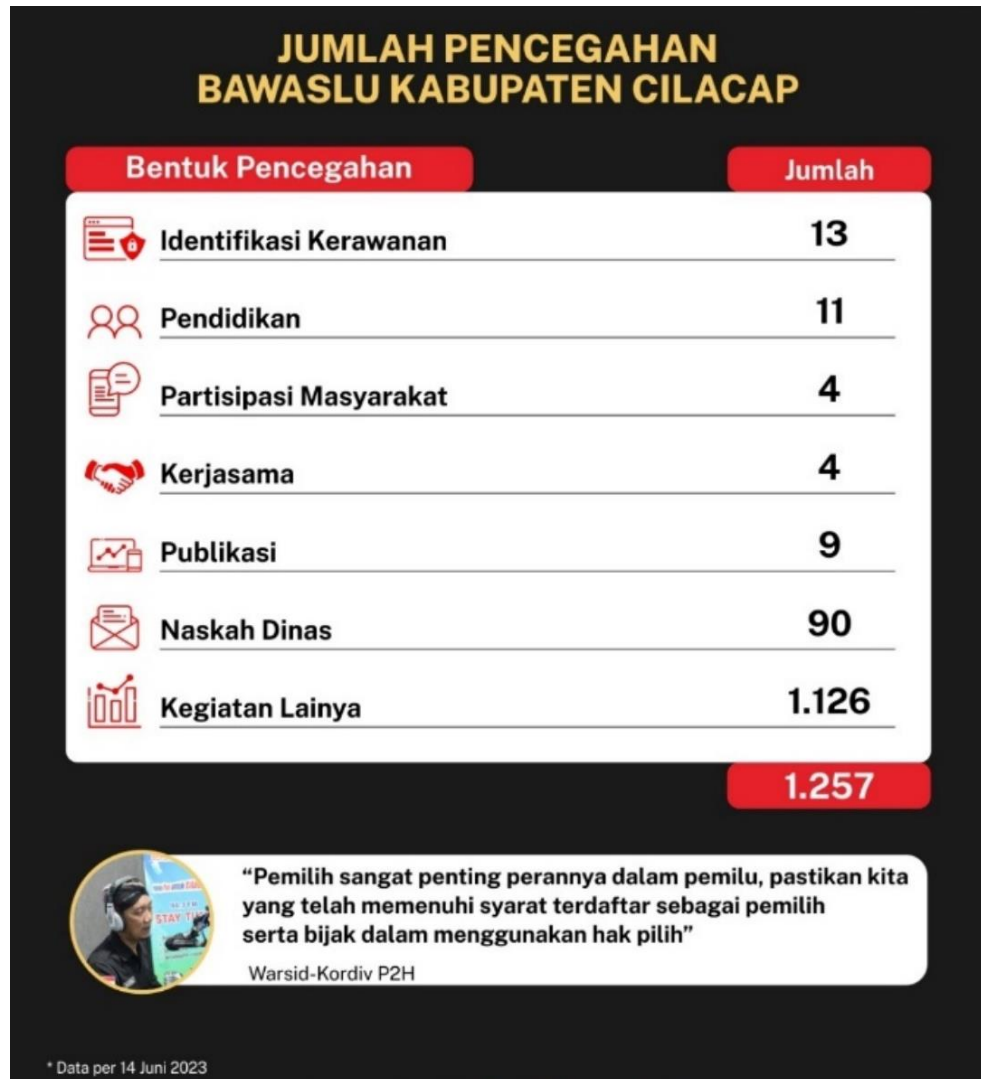 JUMLAH PENCEGAHAN
BAWASLU KABUPATEN CILACAP
Bentuk Pencegahan Jumlah
Identifikasi Kerawanan 13
Pendidikan 11
Partisipasi Masyarakat 4
Kerjasama 4
Publikasi 9
Naskah Dinas 90
Kegiatan Lainya 1.126
1.257
“Pemilih sangat penting perannya dalam pemilu, pastikan kita
yang telah memenuhi syarat terdaftar sebagai pemilih
serta bijak dalam menggunakan hak pilih”
Warsid-Kordiv P2H
* Data per 14 Juni 2023